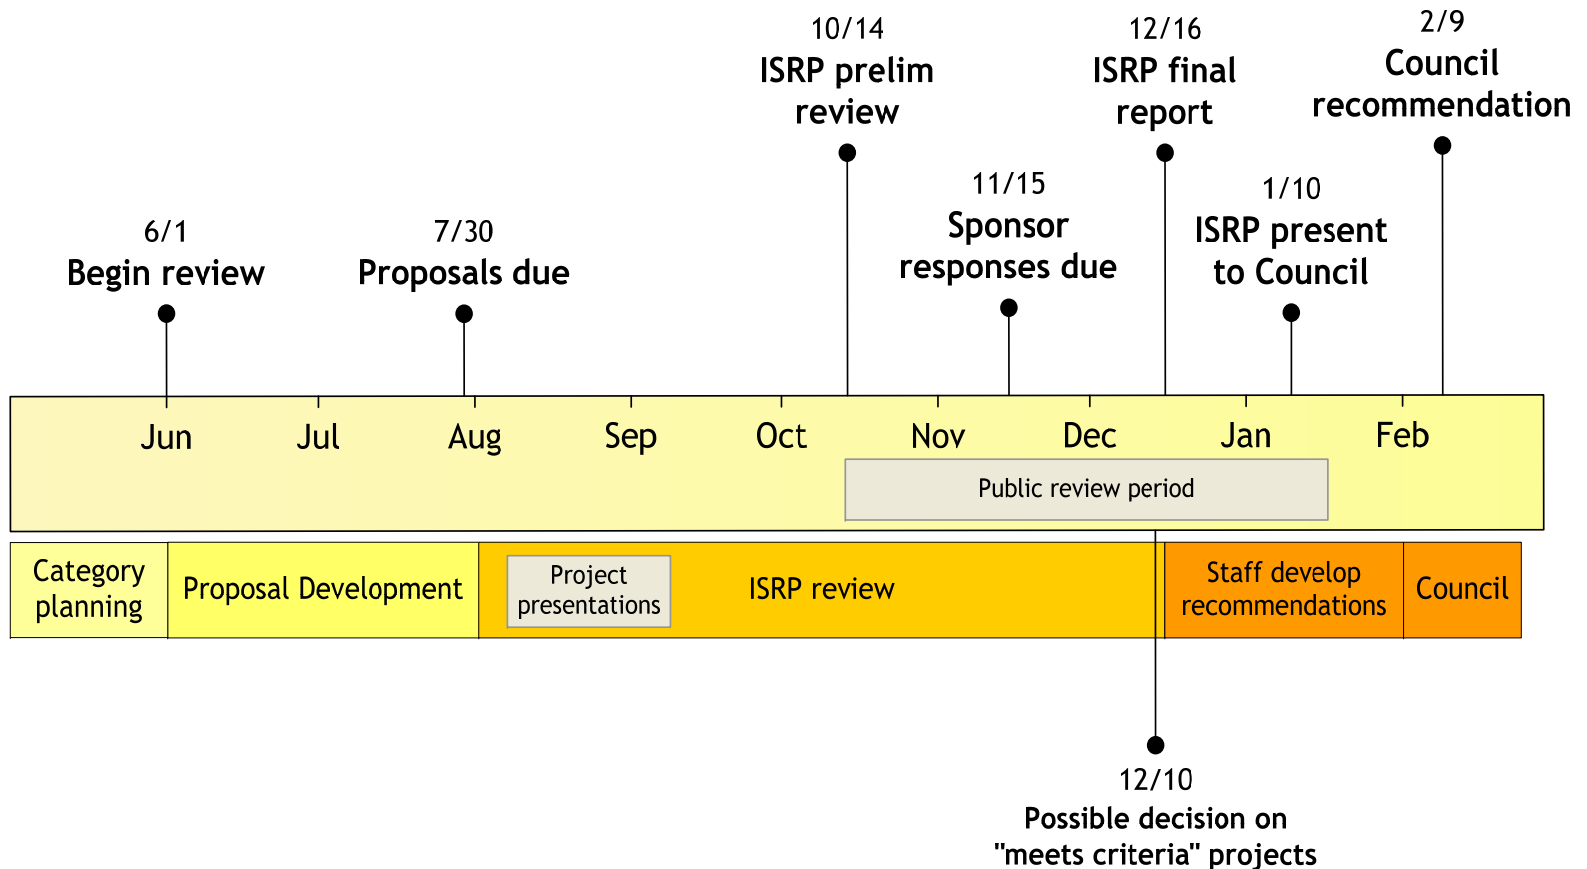 10/14
ISRP prelim
review
12/16
ISRP final
report
2/9
Council
recommendation
11/15
Sponsor
responses due
1/10
ISRP present
to Council
6/1
Begin review
7/30
Proposals due
Jun
Jul
Aug
Sep
Oct
Nov
Dec
Jan
Feb
Public review period
Category
planning
Proposal Development
Project
presentations
ISRP review
Staff develop
recommendations
Council
12/10
Possible decision on
"meets criteria" projects